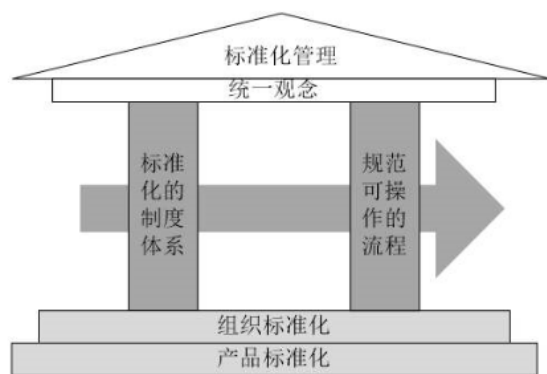 标准化管理
统一观念
标准
化的
制度
体系
规范
可操
作的
流程
组织标准化
产品标准化